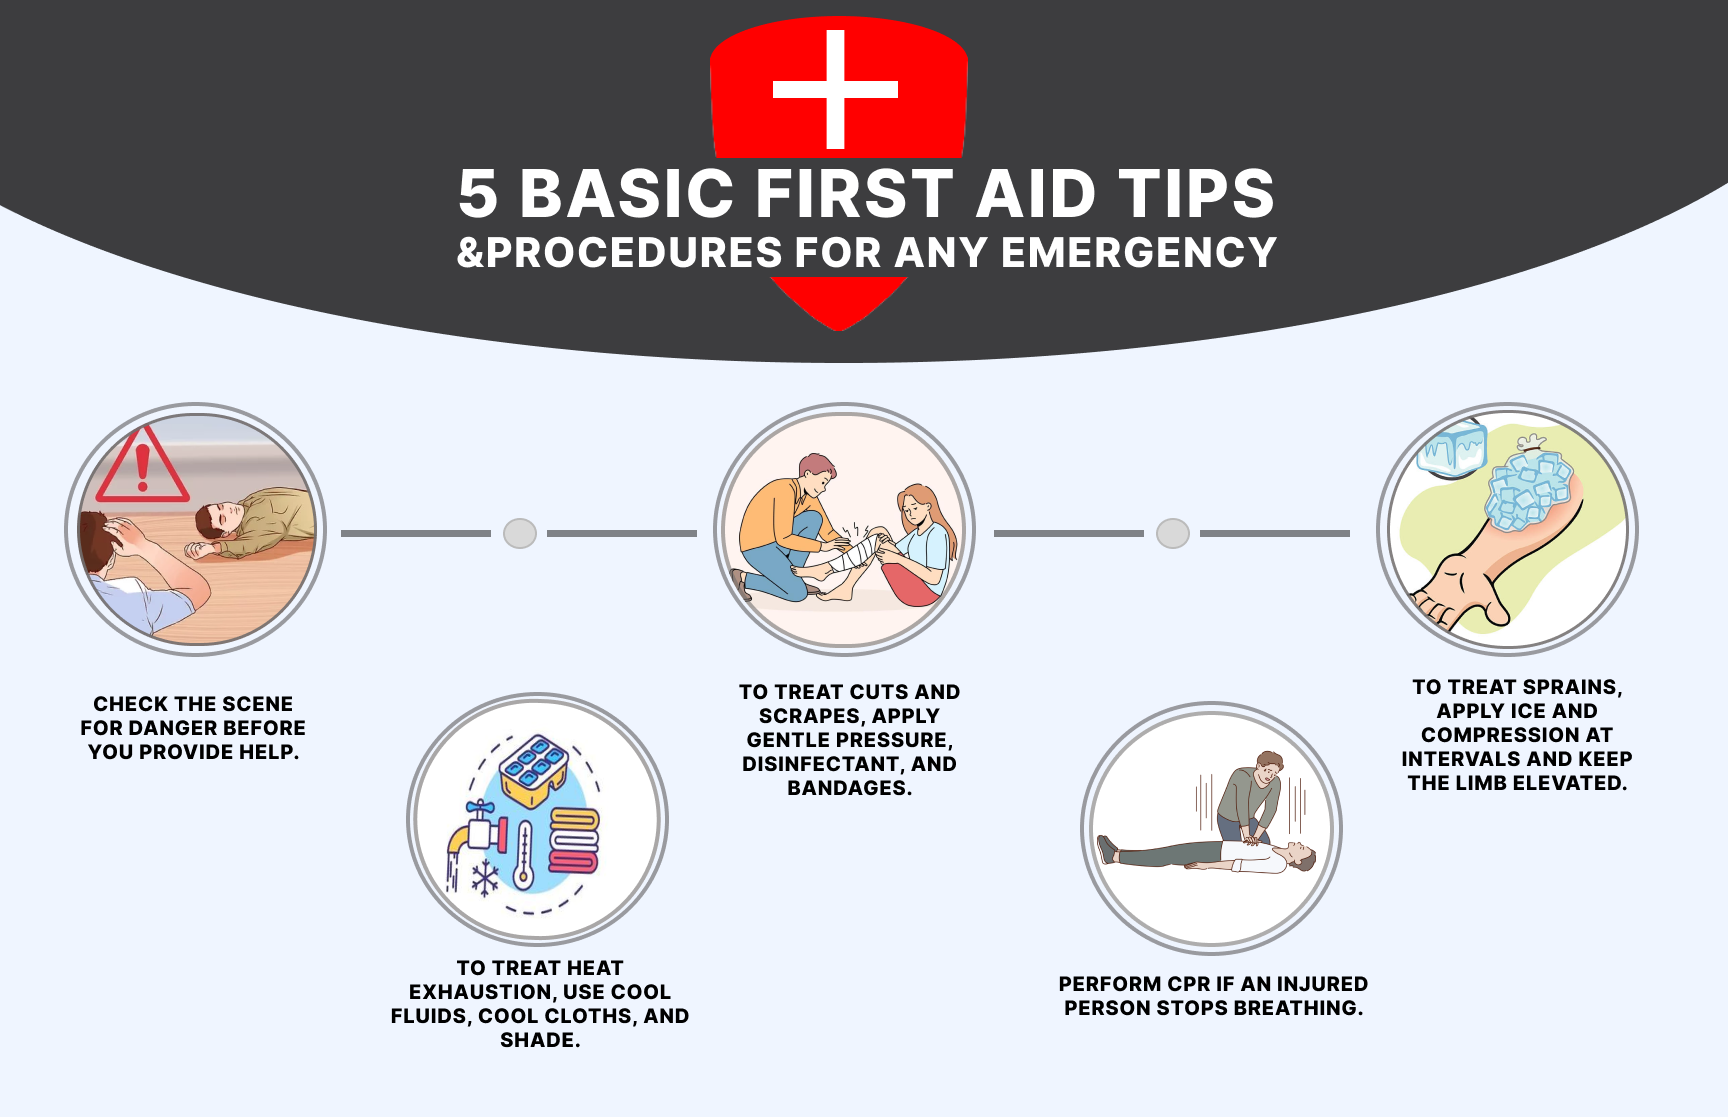 5 BASIC FIRST AID TIPS
&PROCEDURES FOR ANY EMERGENCY
CHECK THE SCENE
FOR DANGER BEFORE
YOU PROVIDE HELP.
TO TREAT HEAT
EXHAUSTION, USE COOL
FLUIDS, COOL CLOTHS, AND
SHADE.
TO TREAT CUTS AND
SCRAPES, APPLY
GENTLE PRESSURE,
DISINFECTANT, AND
BANDAGES.
PERFORM CPR IF AN INJURED
PERSON STOPS BREATHING.
TO TREAT SPRAINS,
APPLY ICE AND
COMPRESSION AT
INTERVALS AND KEEP
THE LIMB ELEVATED.